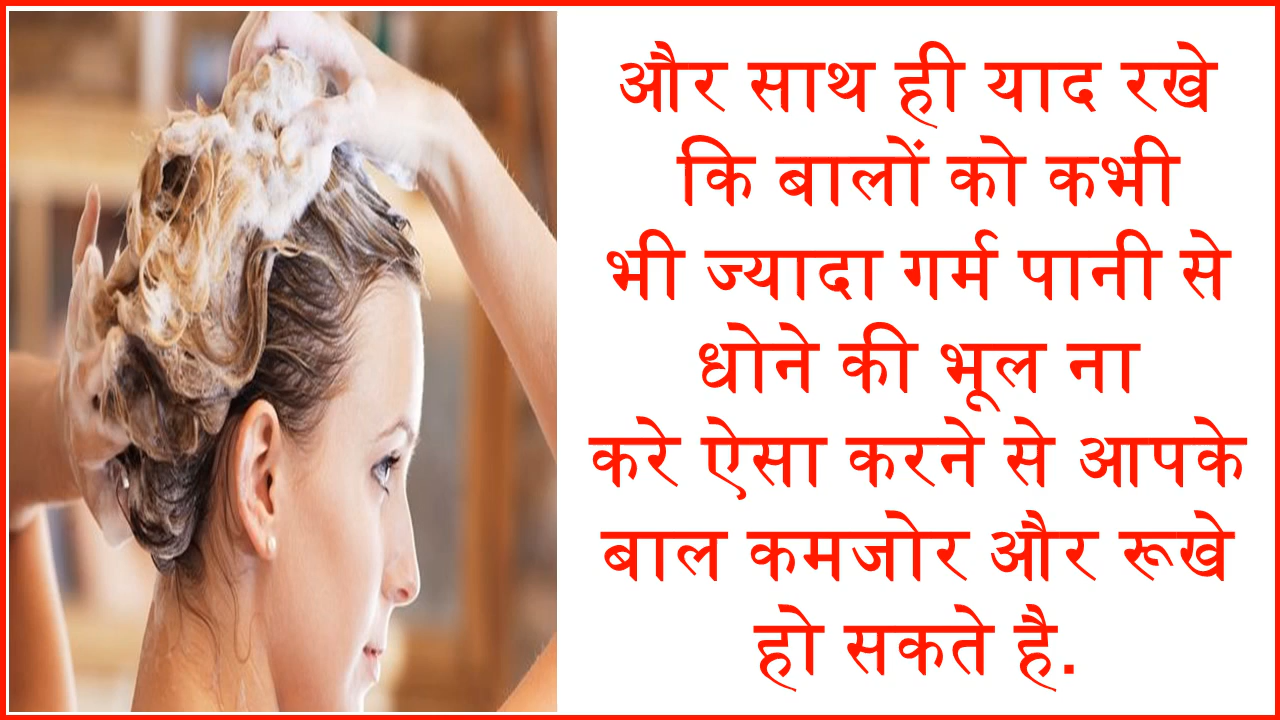 और साथ ही याद रखे
कि बालों को कभी
भी ज्यादा गर्म पानी से
धोने की भूल ना
करे ऐसा करने से आपके
बाल कमजोर और रूखे
हो सकते है.